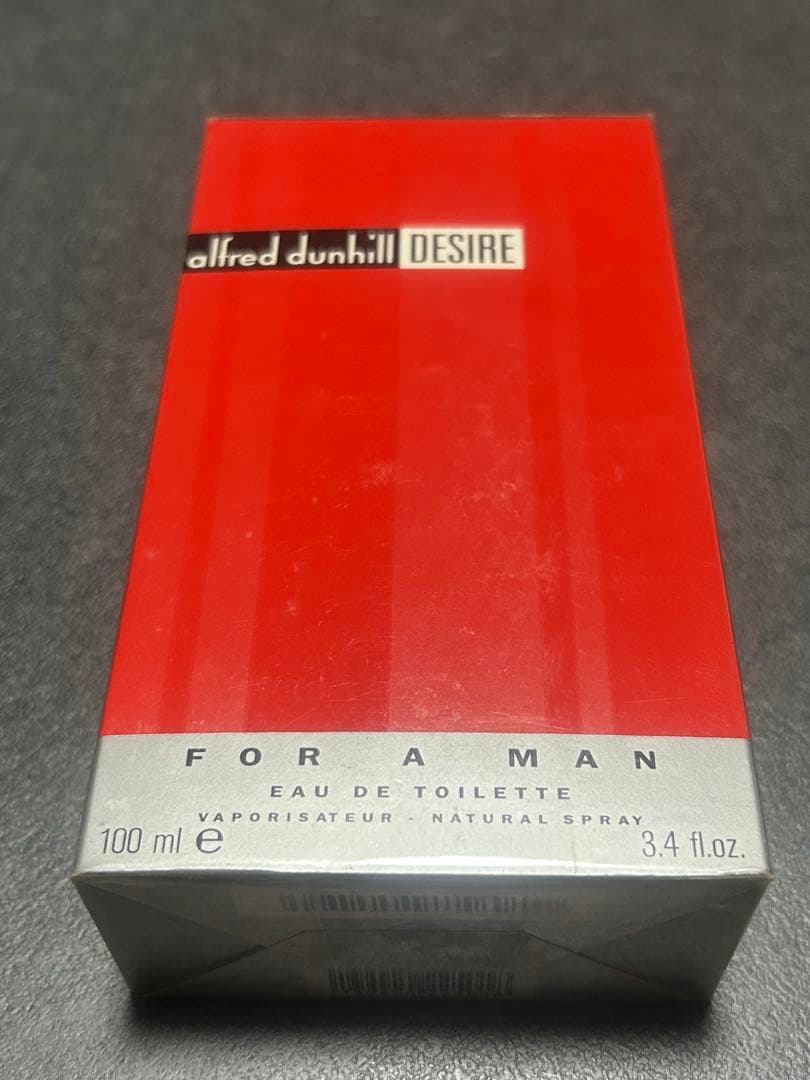 alfred dunhill DESIRE
FOR A MAN
EAU DE TOILETTE
VAPORISATEUR - NATURAL SPRAY
100 ml ℮ 3.4 fl.oz.